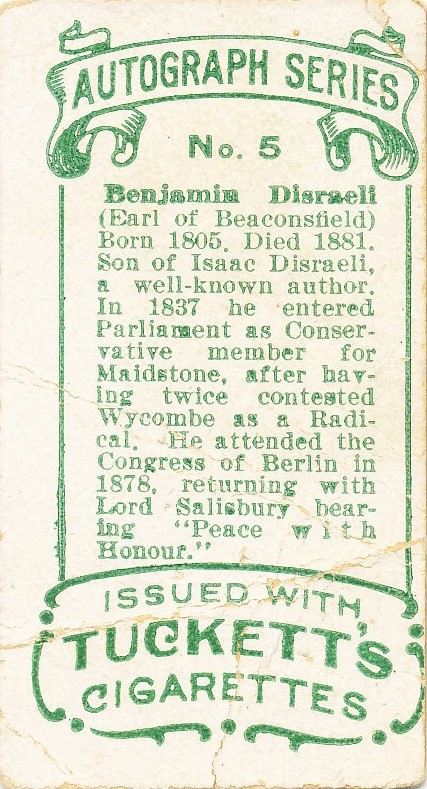 AUTOGRAPH SERIES
No. 5
Benjamin Disraeli
(Earl of Beaconsfield)
Born 1805. Died 1881.
Son of Isaac Disraeli,
a well-known author.
In 1837 he entered
Parliament as Conser-
vative member for
Maidstone, after hav-
ing twice contested
Wycombe as a Radi-
cal. He attended the
Congress of Berlin in
1878, returning with
Lord Salisbury bear-
ing "Peace with
Honour."
ISSUED WITH
TUCKETT'S
CIGARETTES